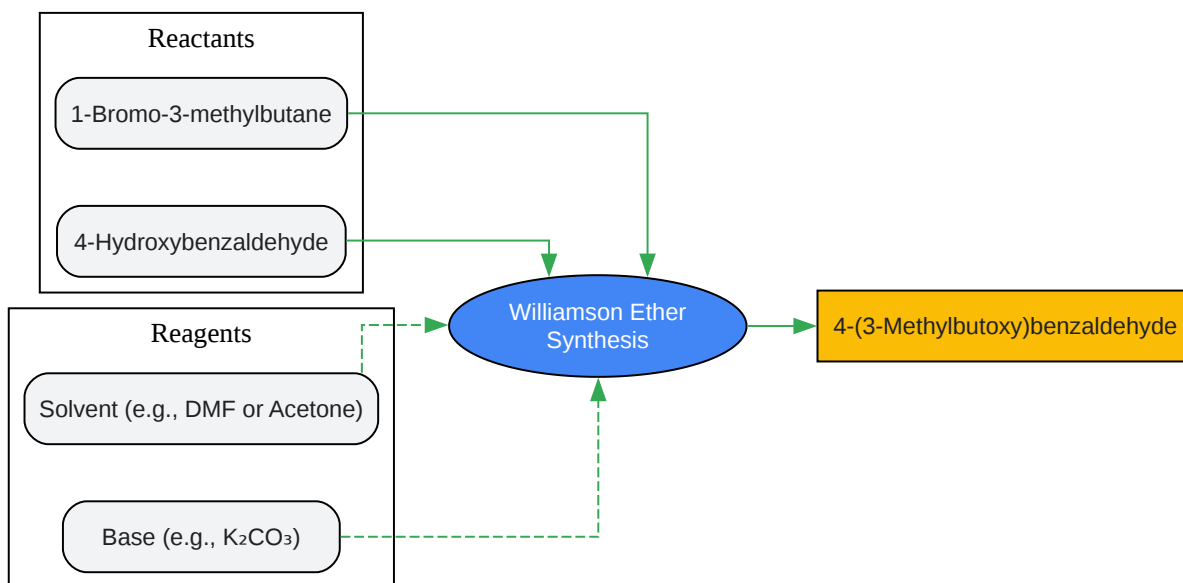 Reactants
1-Bromo-3-methylbutane
4-Hydroxybenzaldehyde
Reagents
Solvent (e.g., DMF or Acetone)
Base (e.g., K₂CO₃)
Williamson Ether
Synthesis
4-(3-Methylbutoxy)benzaldehyde